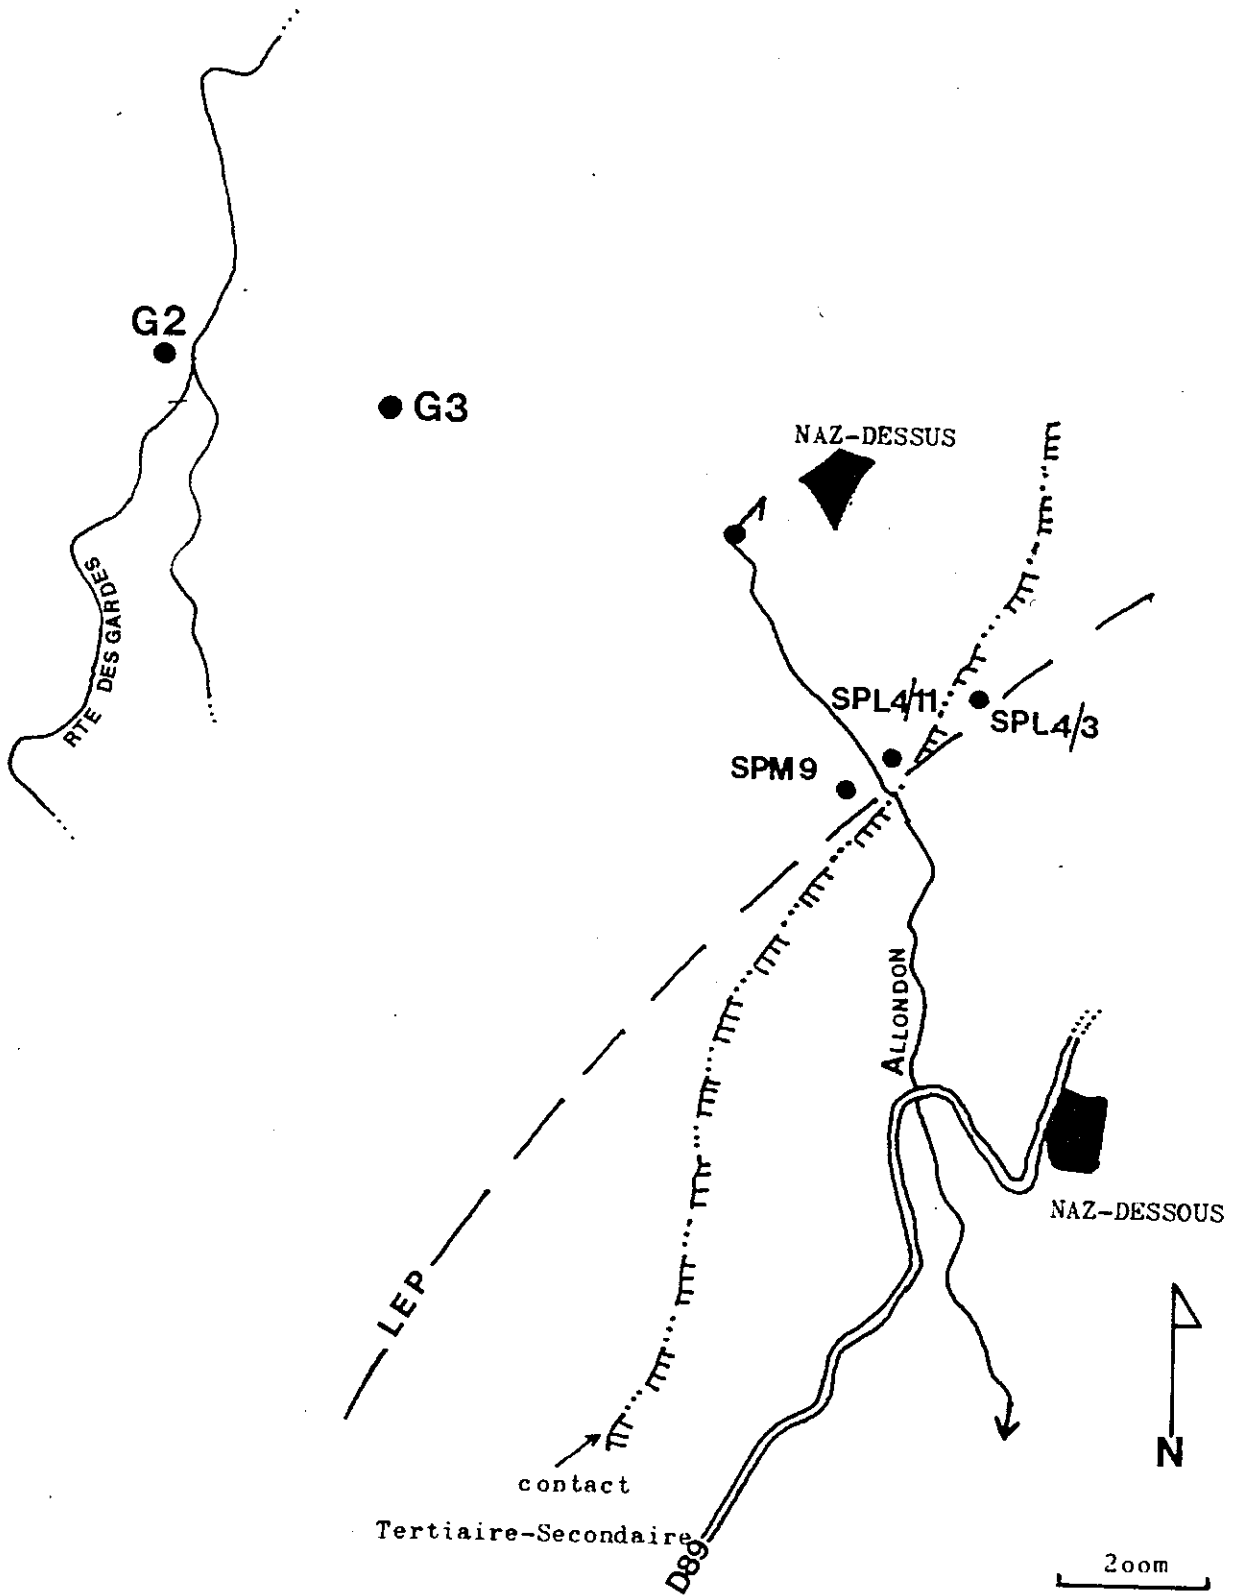 G2
G3
NAZ-DESSUS
RTE DES GARDES
SPL4/11
SPL4/3
SPM9
ALLONDON
NAZ-DESSOUS
LEP
N
contact
Tertiaire-Secondaire
D89
2oom